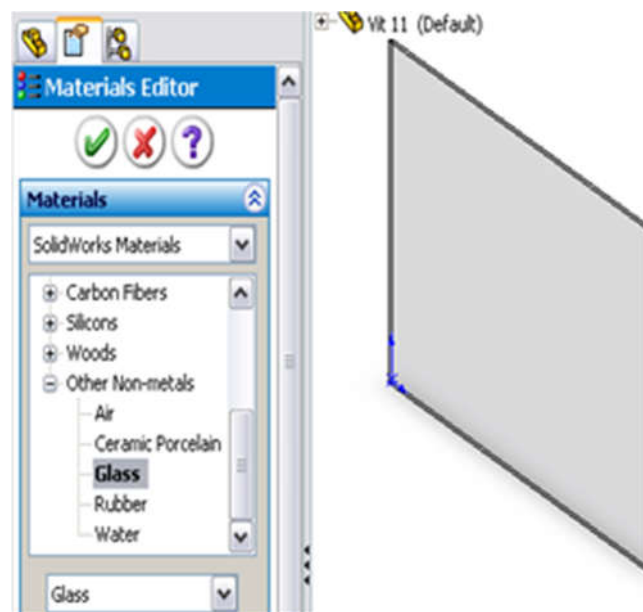 Vit 11 (Default)
Materials Editor
?
Materials
SolidWorks Materials
Carbon Fibers
Silicons
Woods
Other Non-metals
Air
Ceramic Porcelain
Glass
Rubber
Water
Glass